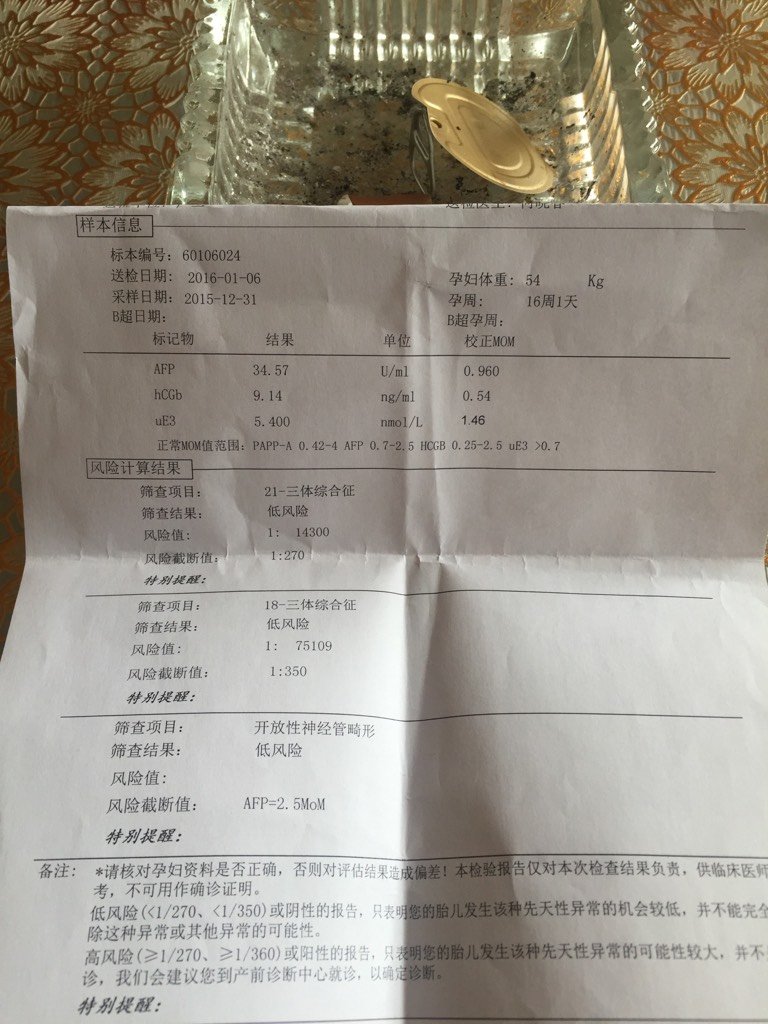 样本信息
标本编号: 60106024
送检日期: 2016-01-06
孕妇体重: 54 Kg
采样日期: 2015-12-31
孕周: 16周1天
B超日期:
B超孕周:
标记物 结果 单位 校正MOM
AFP 34.57 U/ml 0.960
hCGb 9.14 ng/ml 0.54
uE3 5.400 nmol/L 1.46
正常MOM值范围: PAPP-A 0.42-4 AFP 0.7-2.5 HCGB 0.25-2.5 uE3 >0.7
风险计算结果
筛查项目: 21-三体综合征
筛查结果: 低风险
风险值: 1: 14300
风险截断值: 1:270
特别提醒:
筛查项目: 18-三体综合征
筛查结果: 低风险
风险值: 1: 75109
风险截断值: 1:350
特别提醒:
筛查项目: 开放性神经管畸形
筛查结果: 低风险
风险值:
风险截断值: AFP=2.5MoM
特别提醒:
备注: *请核对孕妇资料是否正确，否则对评估结果造成偏差！本检验报告仅对本次检查结果负责，供临床医师
考，不可用作确诊证明。
低风险(<1/270、<1/350)或阴性的报告，只表明您的胎儿发生该种先天性异常的机会较低，并不能完全
除这种异常或其他异常的可能性。
高风险(≥1/270、≥1/360)或阳性的报告，只表明您的胎儿发生该种先天性异常的可能性较大，并不
诊，我们会建议您到产前诊断中心就诊，以确定诊断。
特别提醒: